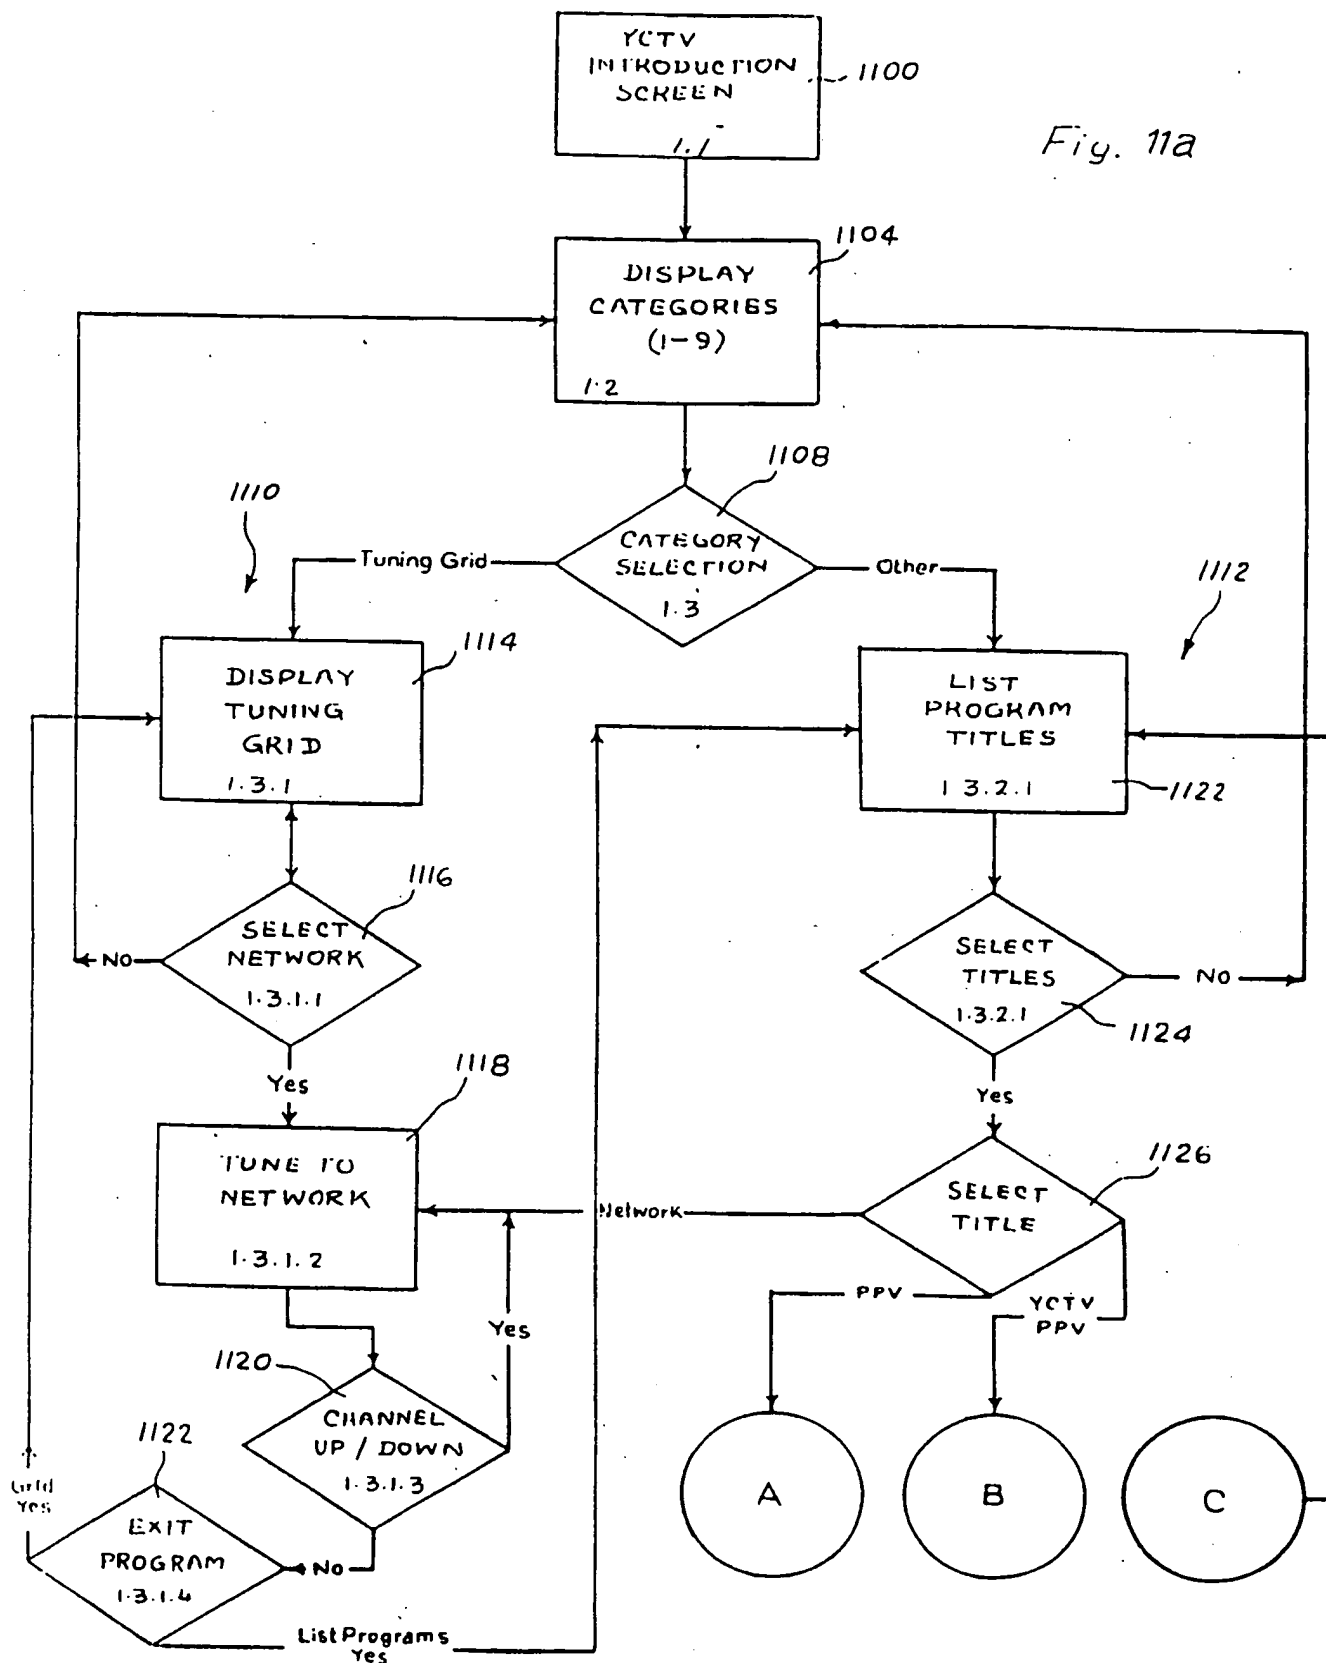 YCTV
INTRODUCTION
SCREEN
1.1
1100
Fig. 11a
1104
DISPLAY
CATEGORIES
(1-9)
1.2
1108
1110
CATEGORY
SELECTION
1.3
Tuning Grid
Other
1112
1114
DISPLAY
TUNING
GRID
1.3.1
LIST
PROGRAM
TITLES
1 3.2.1
1122
1116
SELECT
NETWORK
1.3.1.1
No
SELECT
TITLES
1.3.2.1
No
1124
Yes
Yes
1118
TUNE TO
NETWORK
1.3.1.2
Network
1126
SELECT
TITLE
PPV
YCTV
PPV
Yes
1120
CHANNEL
UP / DOWN
1.3.1.3
1122
Grid
Yes
EXIT
PROGRAM
1.3.1.4
No
List Programs
Yes
A
B
C